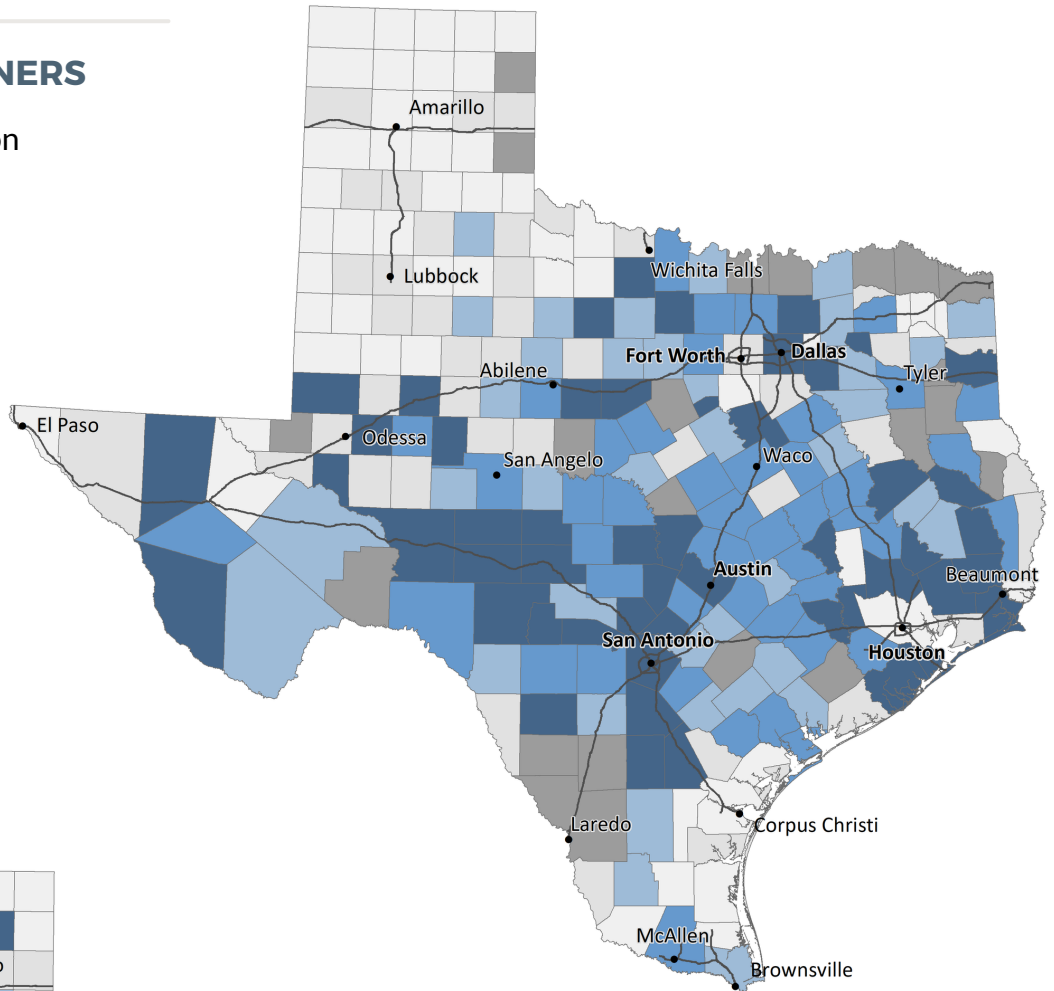 NERS
on
Amarillo
Wichita Falls
Lubbock
Fort Worth
Dallas
Abilene
Tyler
El Paso
Odessa
San Angelo
Waco
Austin
Beaumont
San Antonio
Houston
Laredo
Corpus Christi
McAllen
Brownsville
o